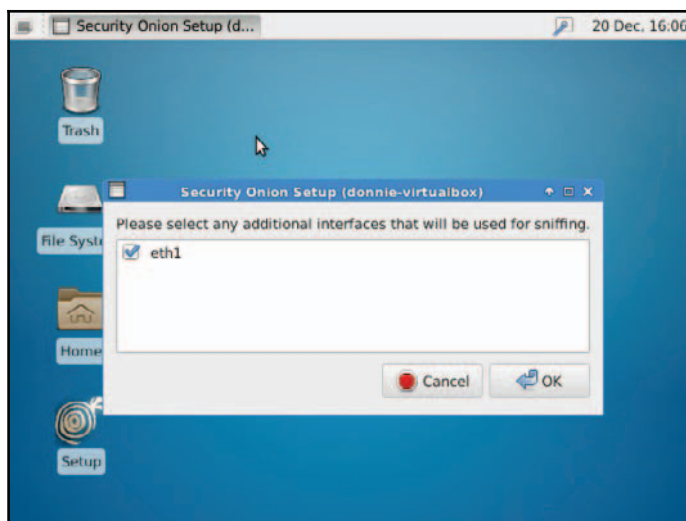 Security Onion Setup (d...
20 Dec, 16:06
Trash
Security Onion Setup (donnie-virtualbox)
Please select any additional interfaces that will be used for sniffing.
File Syst
eth1
Home
Cancel
OK
Setup